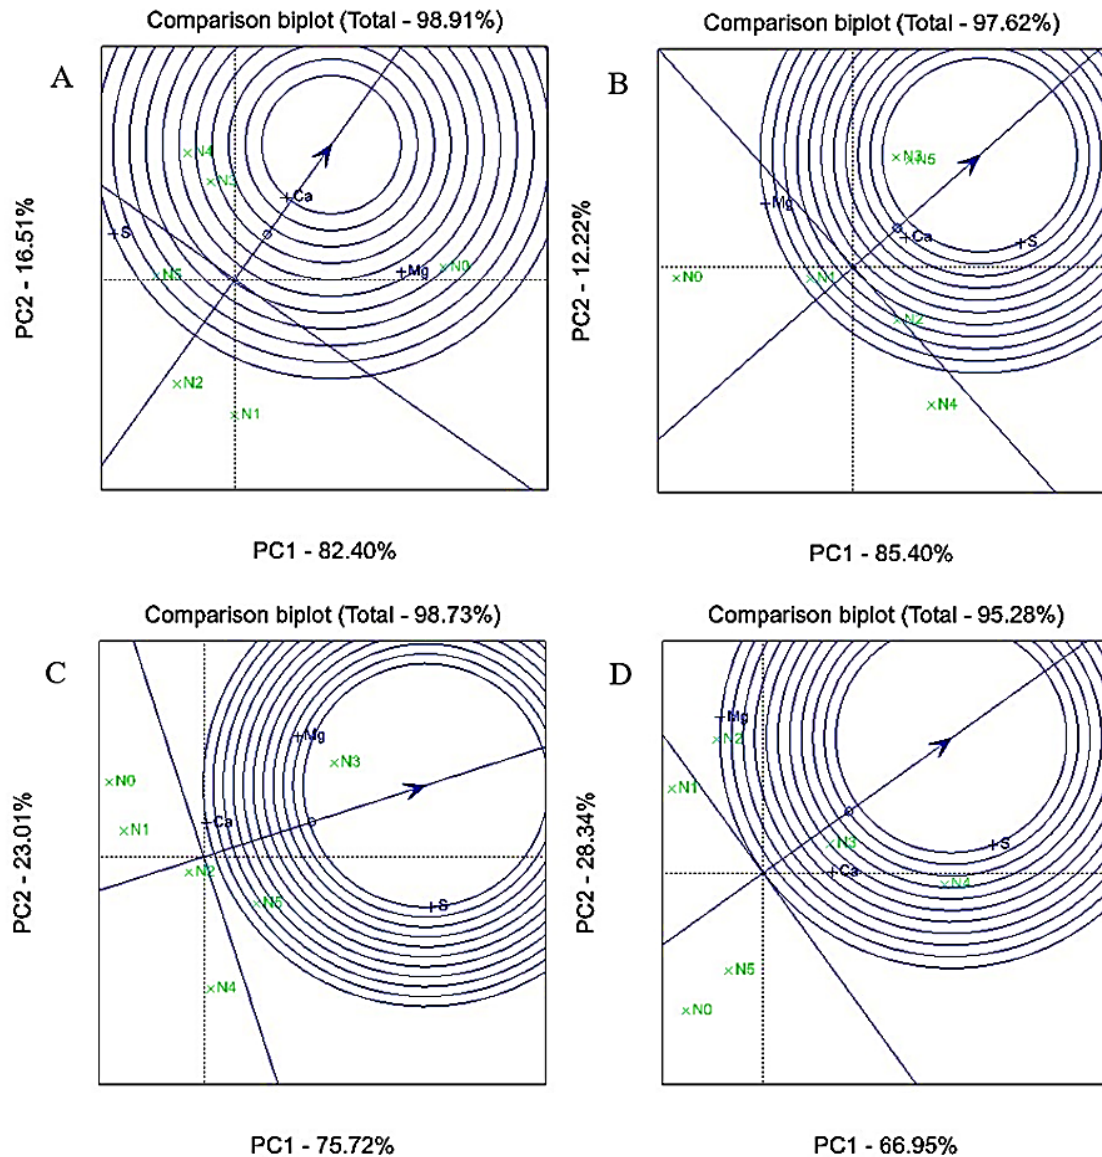 Comparison biplot (Total - 98.91%)
A
N4
N3
Ca
S
N5
Mg
N0
N2
N1
PC2 - 16.51%
PC1 - 82.40%
Comparison biplot (Total - 97.62%)
B
N3
N5
Mg
Ca
S
N0
N1
N2
N4
PC2 - 12.22%
PC1 - 85.40%
Comparison biplot (Total - 98.73%)
C
Mg
N3
N0
Ca
N1
N2
N5
S
N4
PC2 - 23.01%
PC1 - 75.72%
Comparison biplot (Total - 95.28%)
D
Mg
N2
N1
N3
S
Ca
N4
N5
N0
PC2 - 28.34%
PC1 - 66.95%